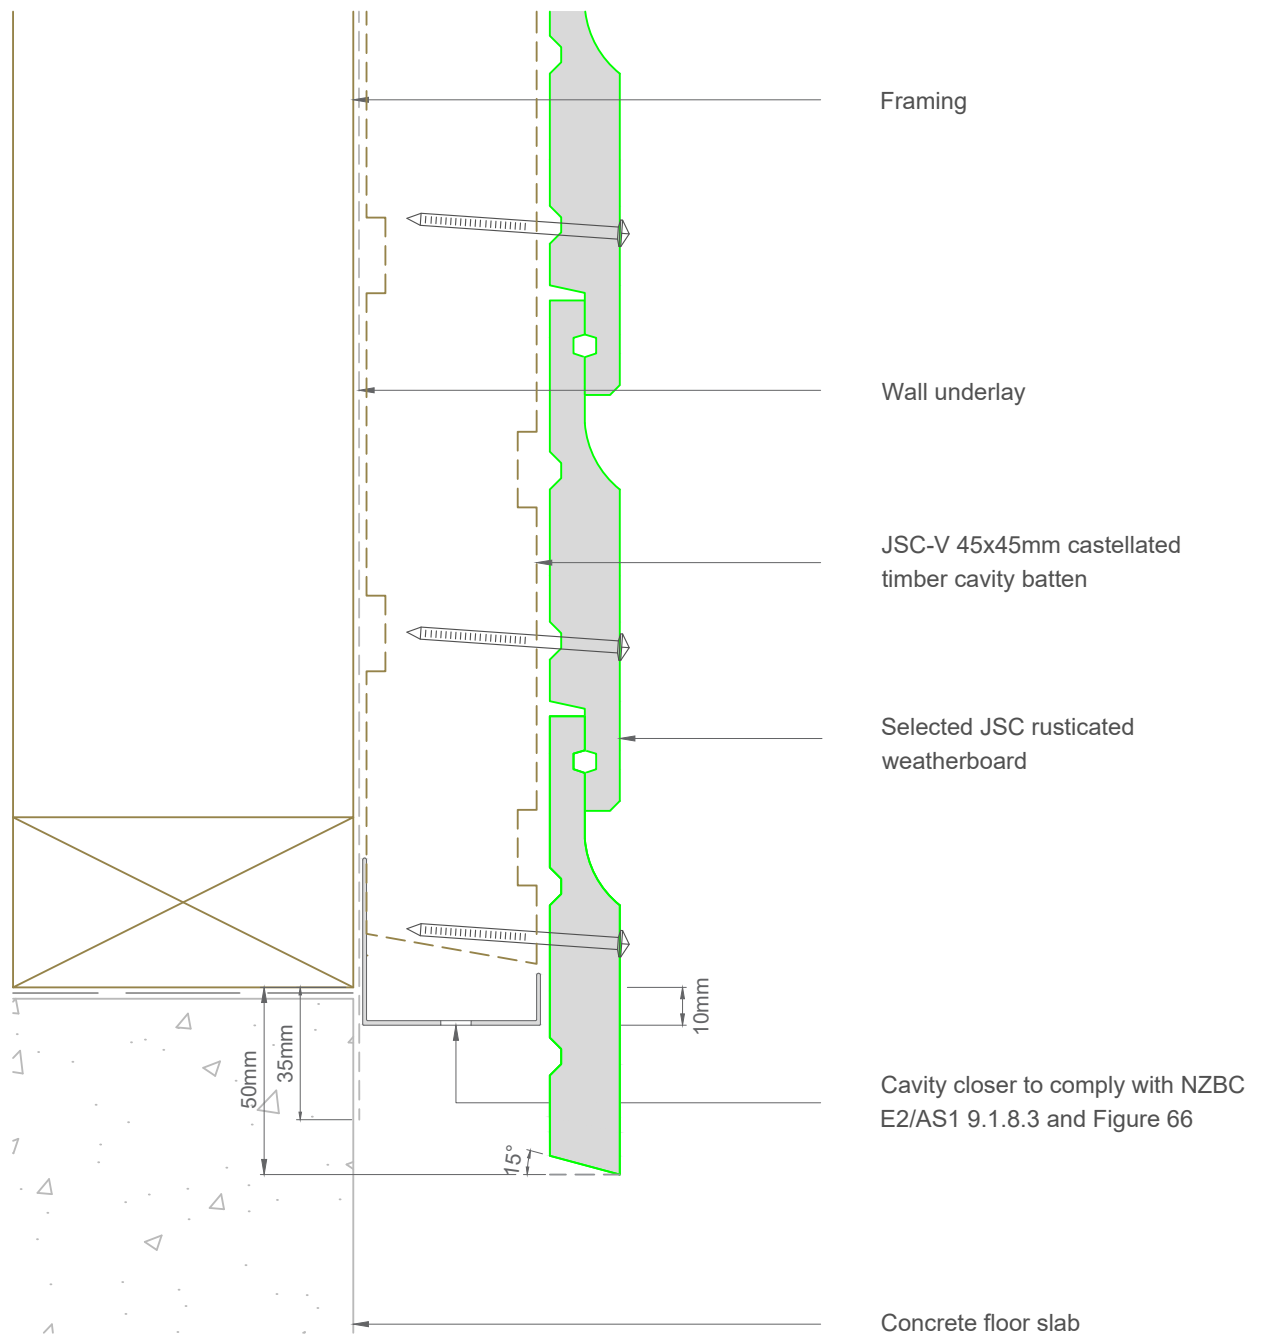 Framing
Wall underlay
JSC-V 45x45mm castellated
timber cavity batten
Selected JSC rusticated
weatherboard
10mm
35mm
50mm
Cavity closer to comply with NZBC
E2/AS1 9.1.8.3 and Figure 66
15°
Concrete floor slab